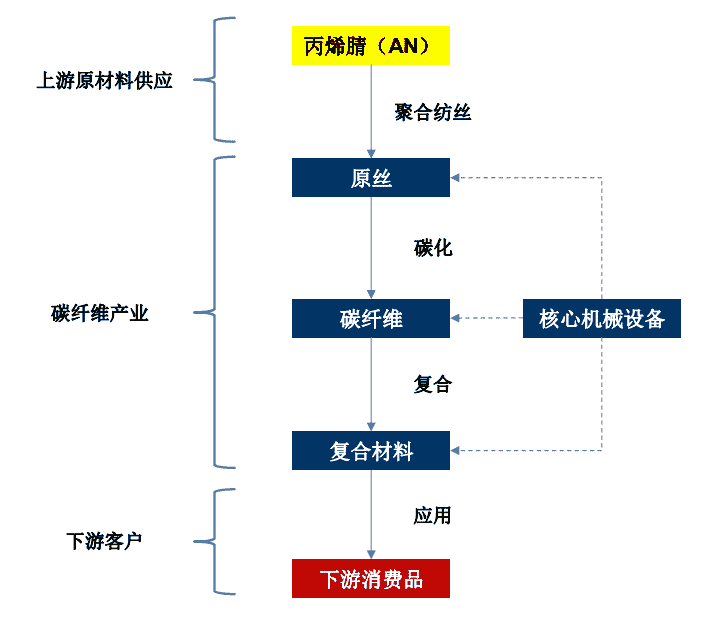 丙烯腈（AN）
上游原材料供应
聚合纺丝
原丝
碳化
碳纤维产业
碳纤维
核心机械设备
复合
复合材料
应用
下游客户
下游消费品